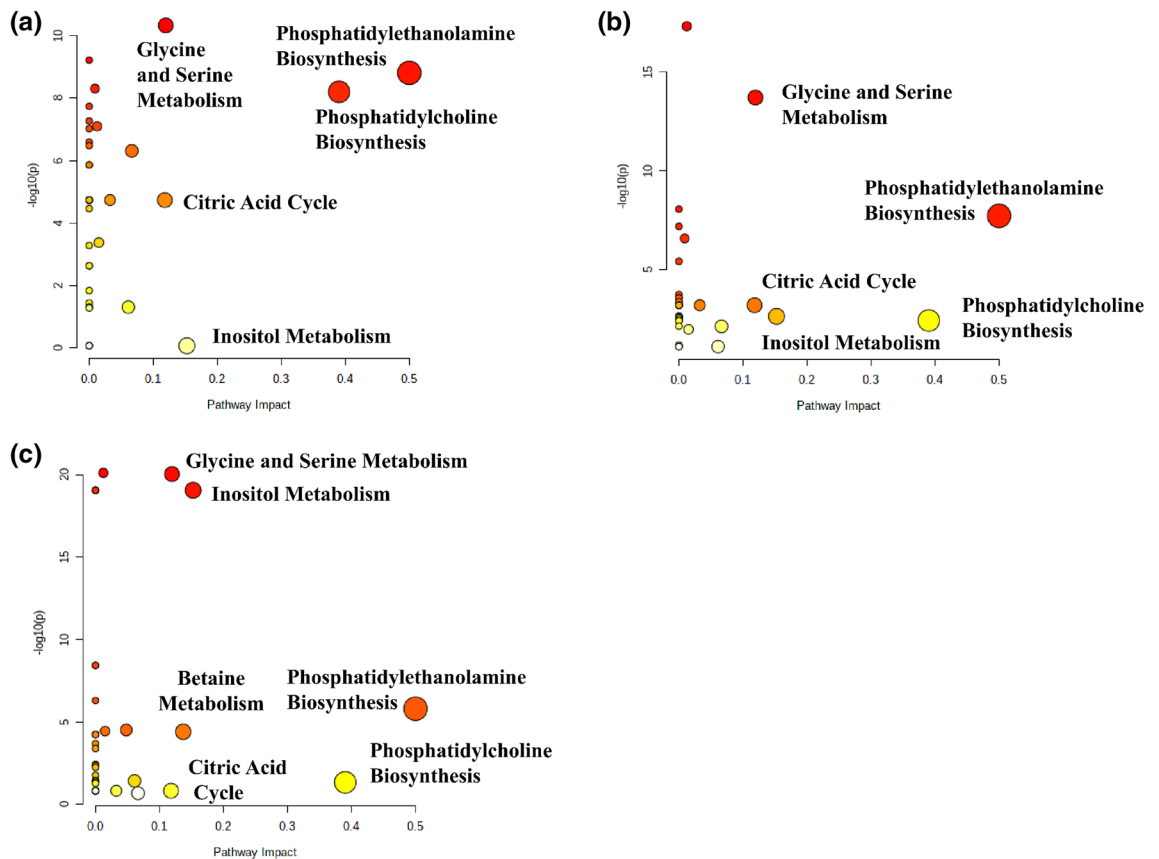 (a)
10
8
6
4
2
0
-log10(p)
Glycine
and Serine
Metabolism
Phosphatidylethanolamine
Biosynthesis
Phosphatidylcholine
Biosynthesis
Citric Acid Cycle
Inositol Metabolism
0.0 0.1 0.2 0.3 0.4 0.5
Pathway Impact
(b)
15
10
5
-log10(p)
Glycine and Serine
Metabolism
Phosphatidylethanolamine
Biosynthesis
Citric Acid Cycle
Phosphatidylcholine
Biosynthesis
Inositol Metabolism
0.0 0.1 0.2 0.3 0.4 0.5
Pathway Impact
(c)
20
15
10
5
0
-log10(p)
Glycine and Serine Metabolism
Inositol Metabolism
Betaine
Metabolism
Phosphatidylethanolamine
Biosynthesis
Phosphatidylcholine
Biosynthesis
Citric Acid
Cycle
0.0 0.1 0.2 0.3 0.4 0.5
Pathway Impact